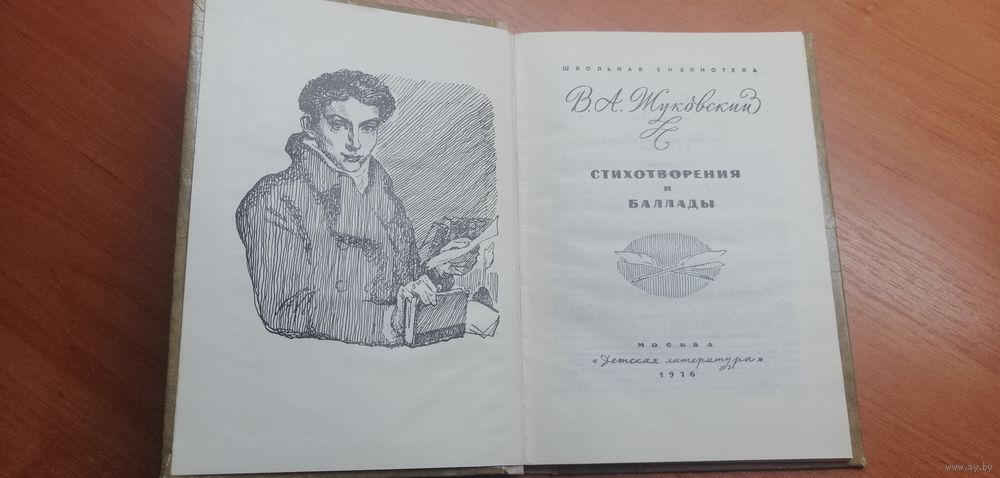 ШКОЛЬНАЯ БИБЛИОТЕКА
В. А. Жуковский
СТИХОТВОРЕНИЯ
И
БАЛЛАДЫ
МОСКВА
«Детская литература»
1976
www.ay.by